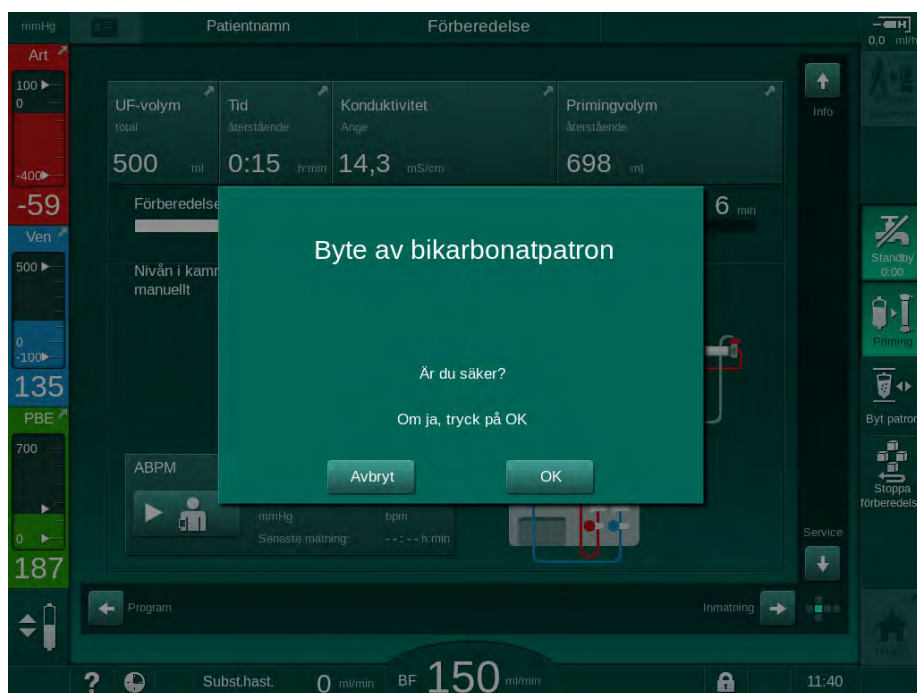 mmHg
Patientnamn
Förberedelse
0,0 ml/h
Art
100
0
-400
-59
Ven
500
0
-100
135
PBE
700
0
187
UF-volym
total
500 ml
Tid
återstående
0:15 h:min
Konduktivitet
Ange
14,3 mS/cm
Primingvolym
återstående
698 ml
Info
Förberedelse
6 min
Nivån i kamr
manuellt
Byte av bikarbonatpatron
Är du säker?
Om ja, tryck på OK
Avbryt
OK
ABPM
mmHg
bpm
Senaste mätning:
--:-- h:min
Standby
0:00
Priming
Byt patron
Stoppa
förberedels
Service
Program
Inmatning
?
Subst.hast.
0 ml/min
BF 150 ml/min
11:40